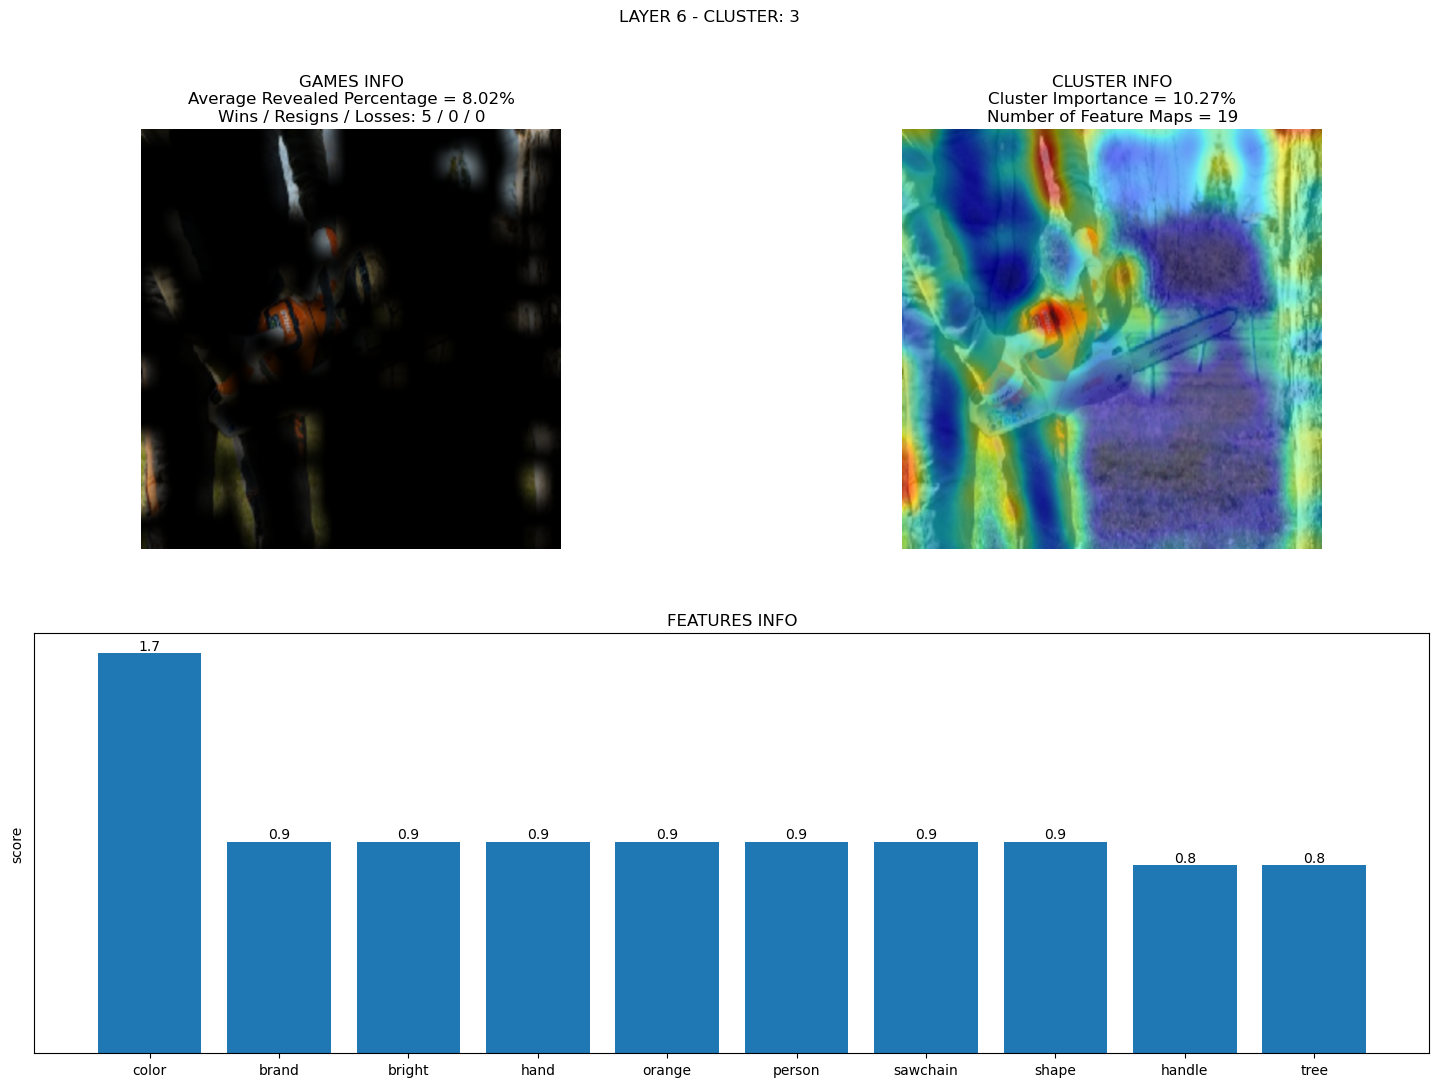 LAYER 6 - CLUSTER: 3
GAMES INFO
Average Revealed Percentage = 8.02%
Wins / Resigns / Losses: 5 / 0 / 0
CLUSTER INFO
Cluster Importance = 10.27%
Number of Feature Maps = 19
FEATURES INFO
score
1.7
0.9
0.9
0.9
0.9
0.9
0.9
0.9
0.8
0.8
color
brand
bright
hand
orange
person
sawchain
shape
handle
tree